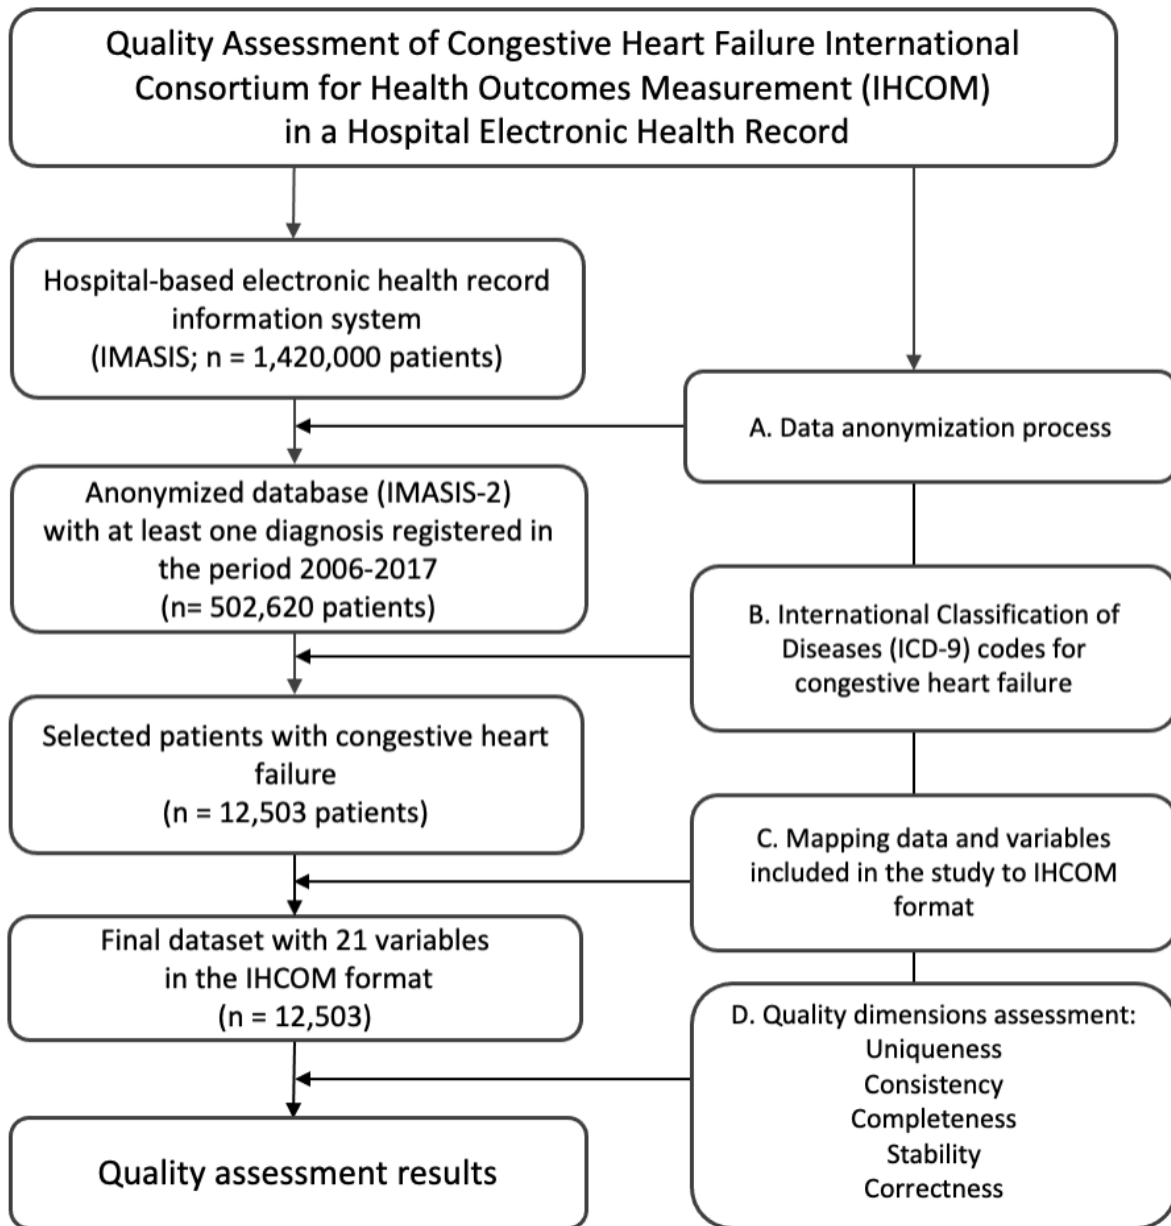 Quality Assessment of Congestive Heart Failure International
Consortium for Health Outcomes Measurement (IHCOM)
in a Hospital Electronic Health Record
Hospital-based electronic health record
information system
(IMASIS; n = 1,420,000 patients)
A. Data anonymization process
Anonymized database (IMASIS-2)
with at least one diagnosis registered in
the period 2006-2017
(n= 502,620 patients)
B. International Classification of
Diseases (ICD-9) codes for
congestive heart failure
Selected patients with congestive heart
failure
(n = 12,503 patients)
C. Mapping data and variables
included in the study to IHCOM
format
Final dataset with 21 variables
in the IHCOM format
(n = 12,503)
D. Quality dimensions assessment:
Uniqueness
Consistency
Completeness
Stability
Correctness
Quality assessment results